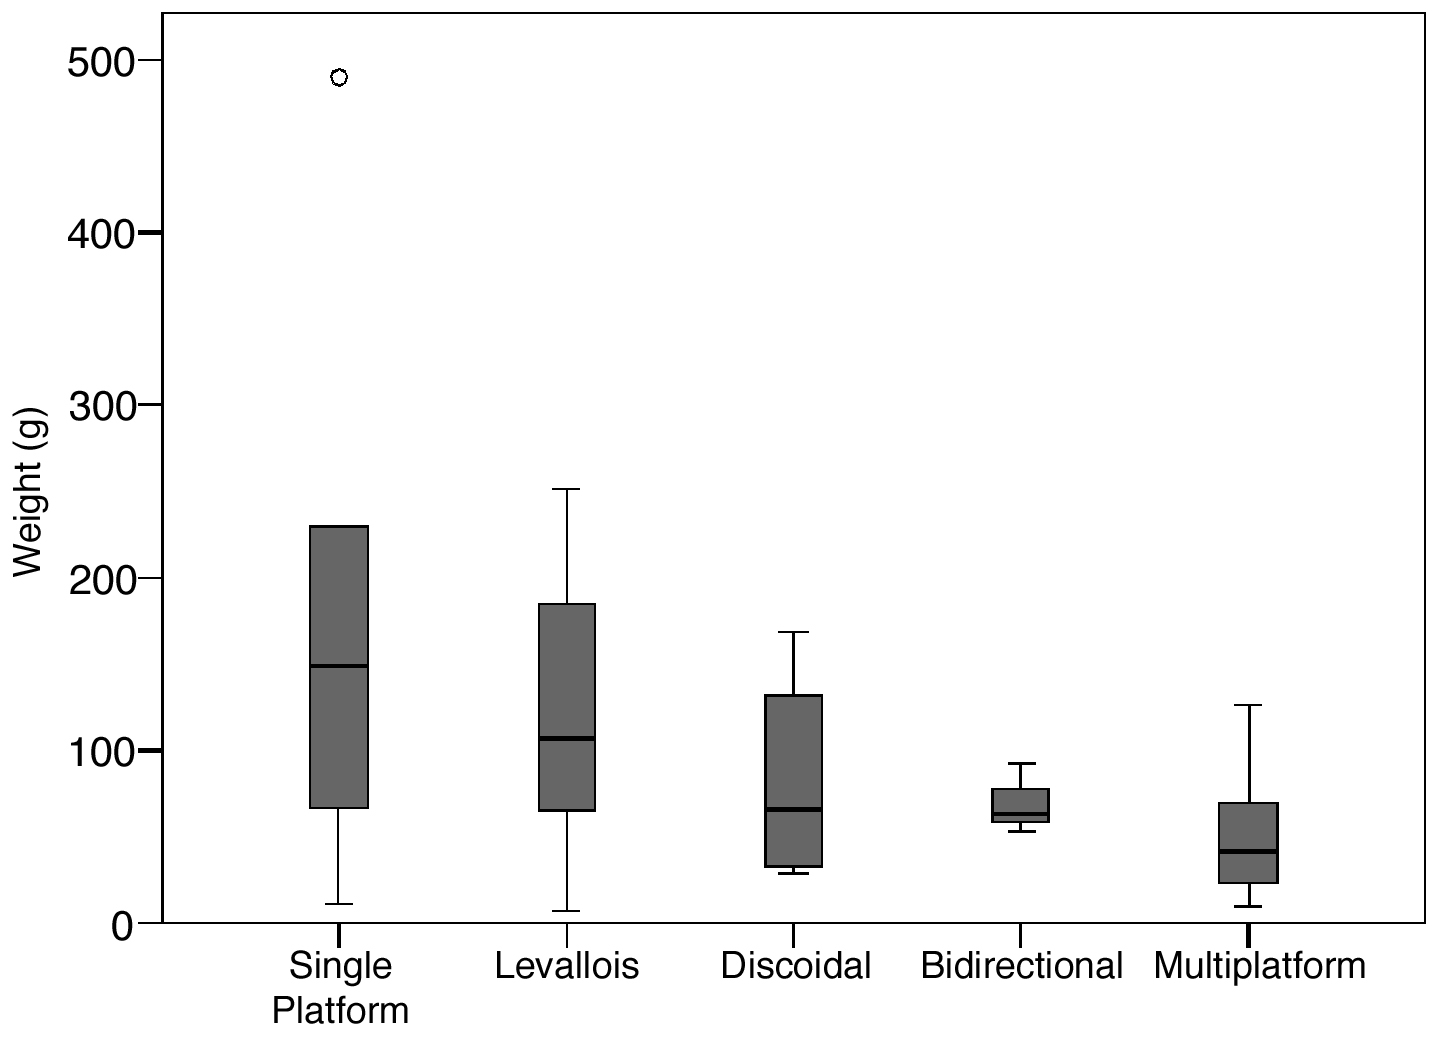 500
400
300
200
100
0
Weight (g)
Single
Platform
Levallois
Discoidal
Bidirectional
Multiplatform